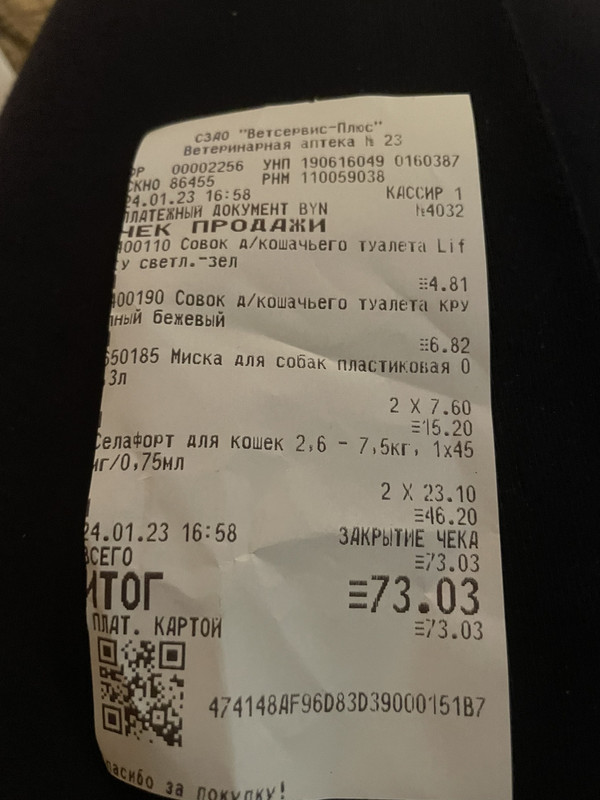 СЗАО "Ветсервис-Плюс"
Ветеринарная аптека № 23
ФР 00002256 УНП 190616049 0160387
СКНО 86455 РНМ 110059038
24.01.23 16:58 КАССИР 1
ПЛАТЕЖНЫЙ ДОКУМЕНТ BYN №4032
ЧЕК ПРОДАЖИ
400110 Совок д/кошачьего туалета Lif
светл.-зел
≡4.81
400190 Совок д/кошачьего туалета кру
пный бежевый
≡6.82
650185 Миска для собак пластиковая 0
3л
2 X 7.60
≡15.20
Селафорт для кошек 2,6 - 7,5кг, 1х45
мг/0,75мл
2 X 23.10
≡46.20
24.01.23 16:58 ЗАКРЫТИЕ ЧЕКА
ВСЕГО ≡73.03
ИТОГ ≡73.03
ПЛАТ. КАРТОЙ ≡73.03
474148AF96D83D39000151B7
Спасибо за покупку!